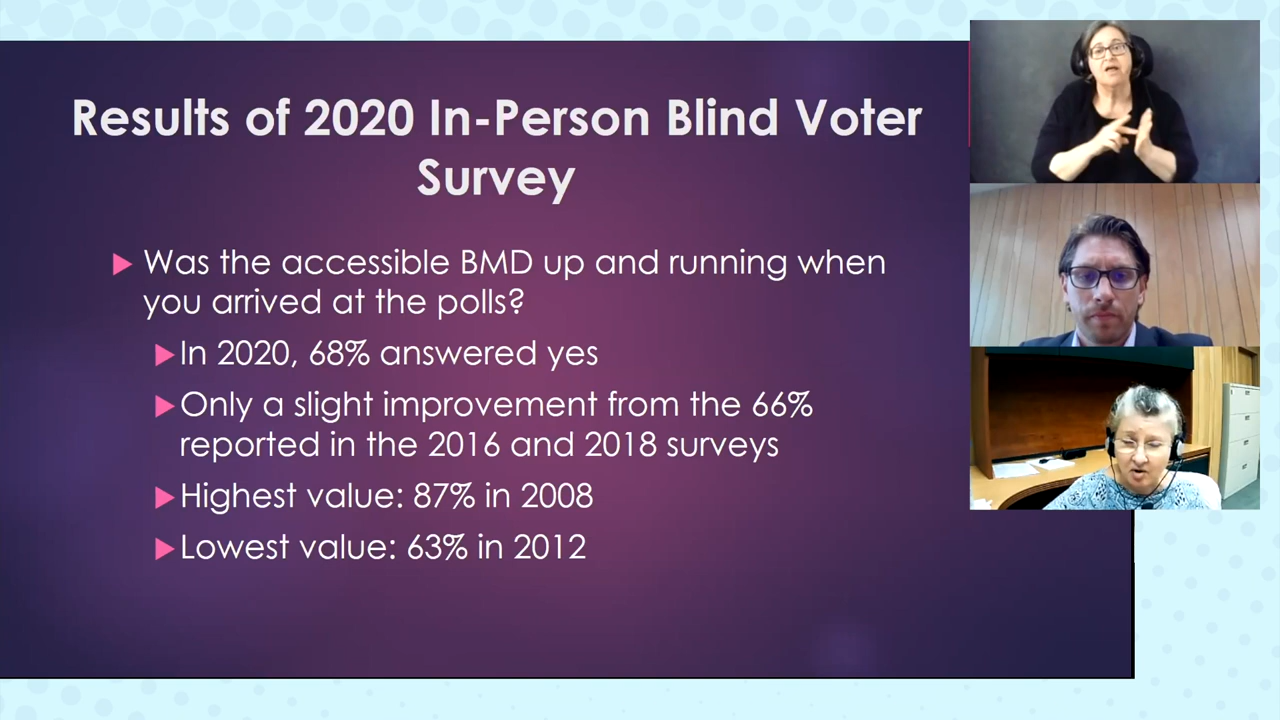 Results of 2020 In-Person Blind Voter
Survey
Was the accessible BMD up and running when
you arrived at the polls?
In 2020, 68% answered yes
Only a slight improvement from the 66%
reported in the 2016 and 2018 surveys
Highest value: 87% in 2008
Lowest value: 63% in 2012